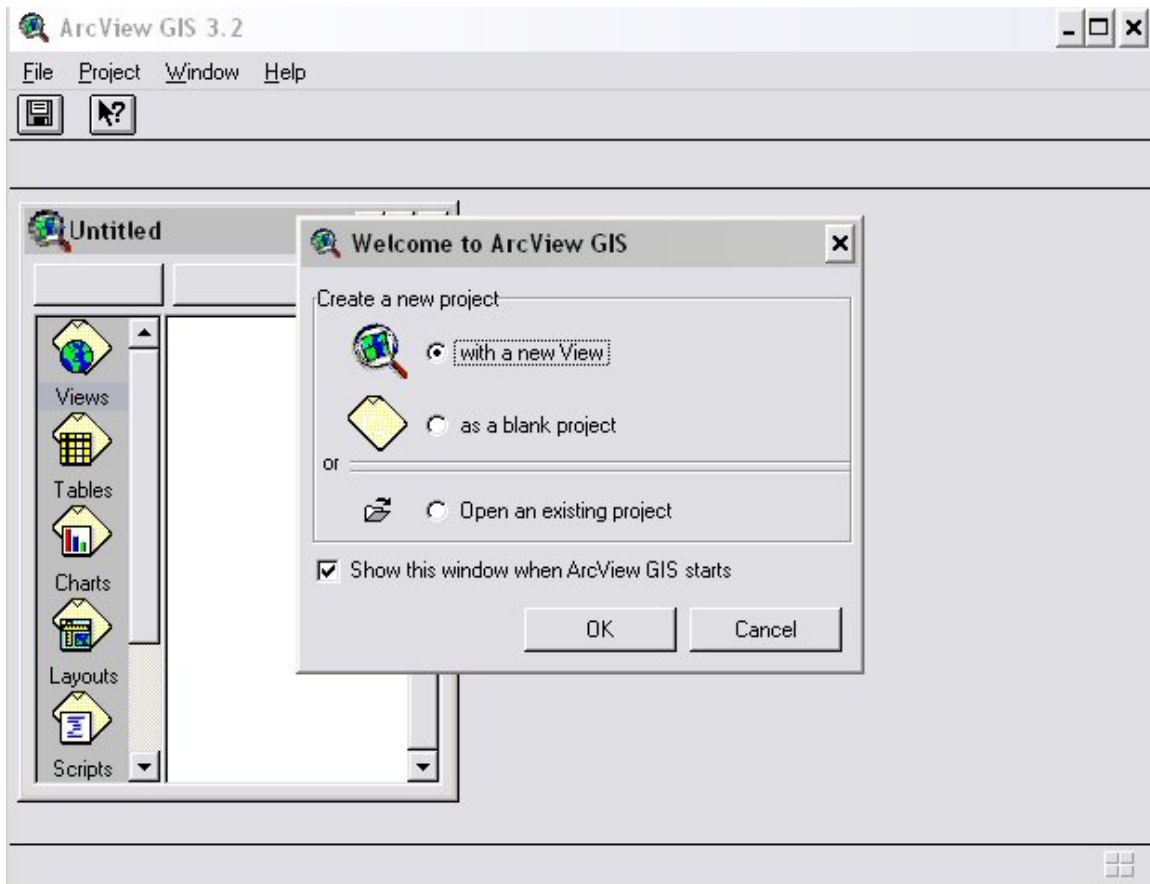 ArcView GIS 3.2
File Project Window Help
Untitled
Views
Tables
Charts
Layouts
Scripts
Welcome to ArcView GIS
Create a new project
with a new View
as a blank project
or
Open an existing project
Show this window when ArcView GIS starts
OK Cancel